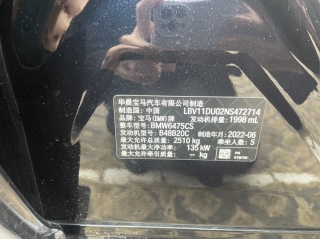 华晨宝马汽车有限公司制造
制造国：中国 LBV11DU02NS472714
品牌：宝马(BMW)牌 发动机排量：1998 mL
整车型号：BMW6475CS
发动机型号：B48B20C 制造年月：2022-06
最大允许总质量：2510 kg 乘坐人数：5
发动机最大净功率：135 kW
最大允许牵引质量：— kg